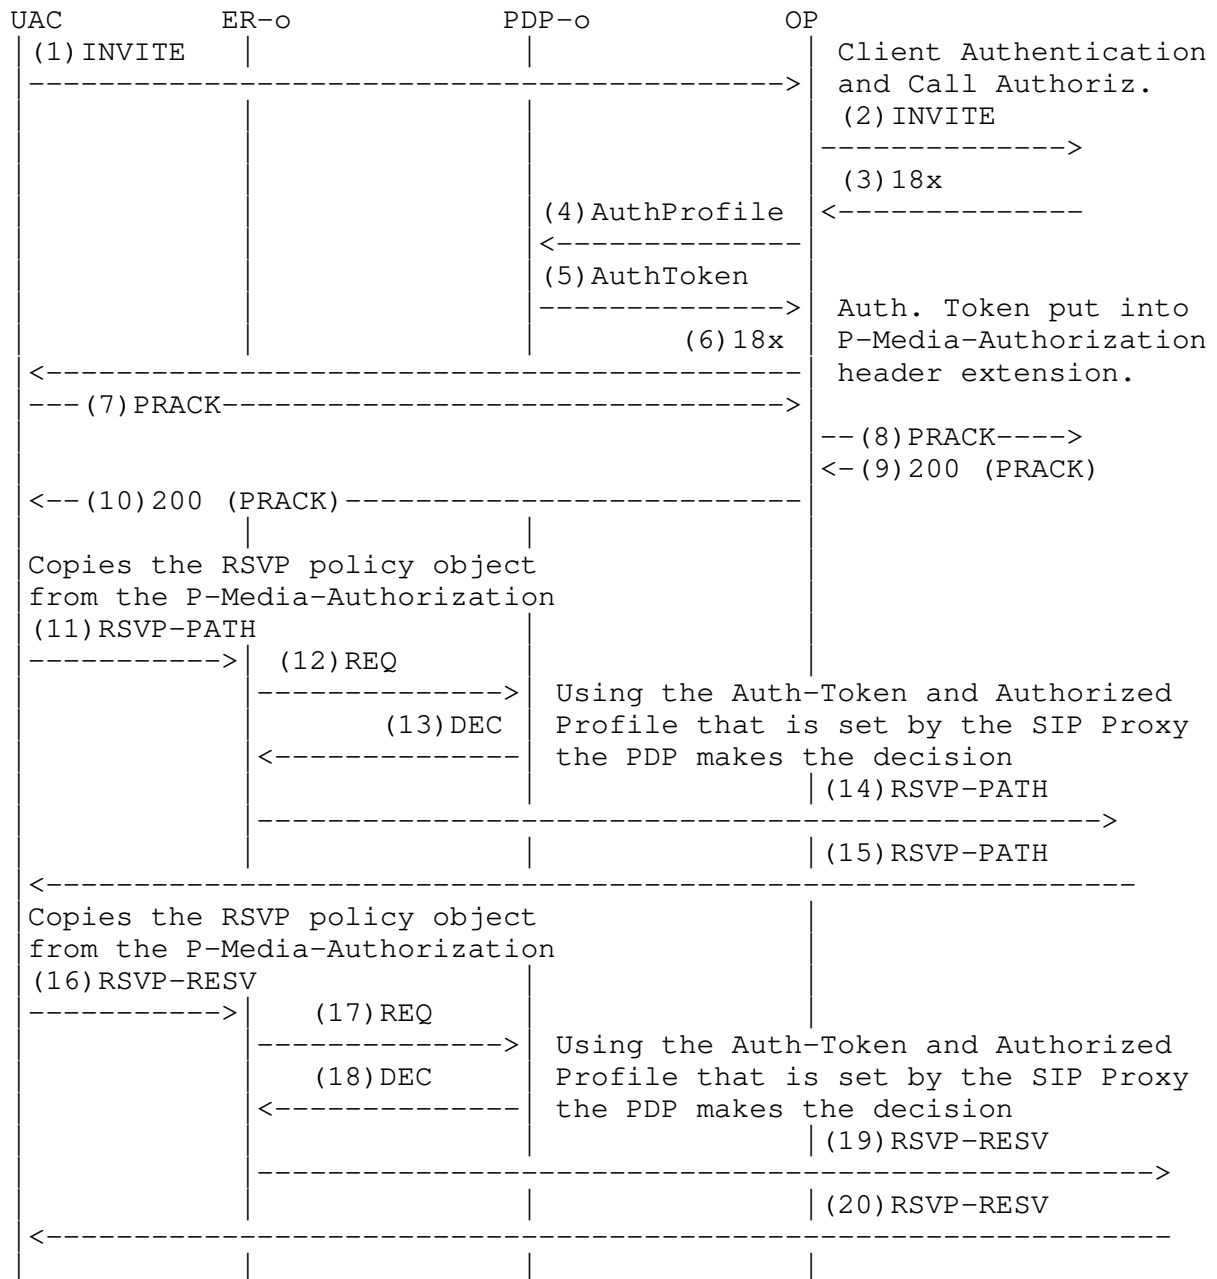 UAC ER-o PDP-o OP
(1)INVITE Client Authentication
and Call Authoriz.
(2)INVITE
(3)18x
(4)AuthProfile
(5)AuthToken
Auth. Token put into
(6)18x P-Media-Authorization
header extension.
(7)PRACK
(8)PRACK
(9)200 (PRACK)
(10)200 (PRACK)
Copies the RSVP policy object
from the P-Media-Authorization
(11)RSVP-PATH
(12)REQ
Using the Auth-Token and Authorized
(13)DEC Profile that is set by the SIP Proxy
the PDP makes the decision
(14)RSVP-PATH
(15)RSVP-PATH
Copies the RSVP policy object
from the P-Media-Authorization
(16)RSVP-RESV
(17)REQ
Using the Auth-Token and Authorized
(18)DEC Profile that is set by the SIP Proxy
the PDP makes the decision
(19)RSVP-RESV
(20)RSVP-RESV